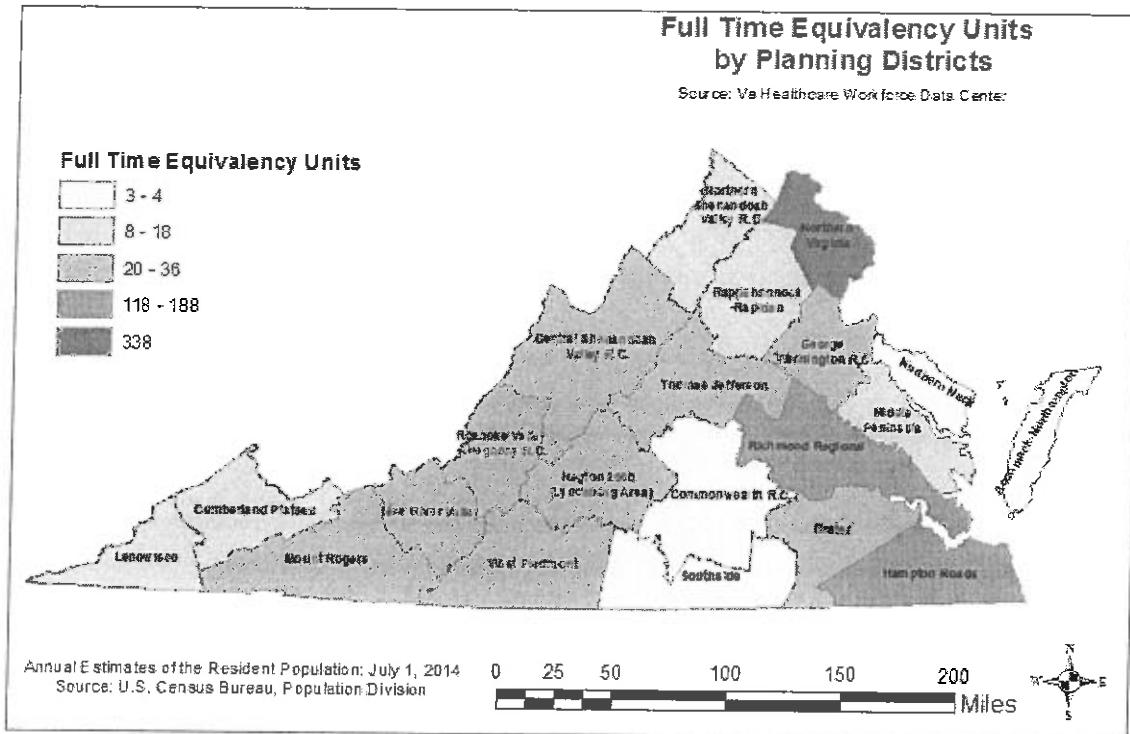 Full Time Equivalency Units
by Planning Districts
Source: Va Healthcare Workforce Data Center
Full Time Equivalency Units
3 - 4
8 - 18
20 - 36
118 - 188
338
Northern
Shenandoah
Valley R.C.
Northern
Virginia
Rappahannock
-Rapidan
Central Shenandoah
Valley R.C.
George
Washington R.C.
Northern Neck
Thomas Jefferson
Middle
Peninsula
Accomack-Northampton
Roanoke Valley
Alleghany R.C.
Richmond Regional
Region 2000
(Lynchburg Area)
Commonwealth R.C.
Cumberland Plateau
New River Valley
Crater
Lenowisco
Mount Rogers
West Piedmont
Southside
Hampton Roads
Annual Estimates of the Resident Population: July 1, 2014
Source: U.S. Census Bureau, Population Division
0 25 50 100 150 200
Miles
N
W E
S